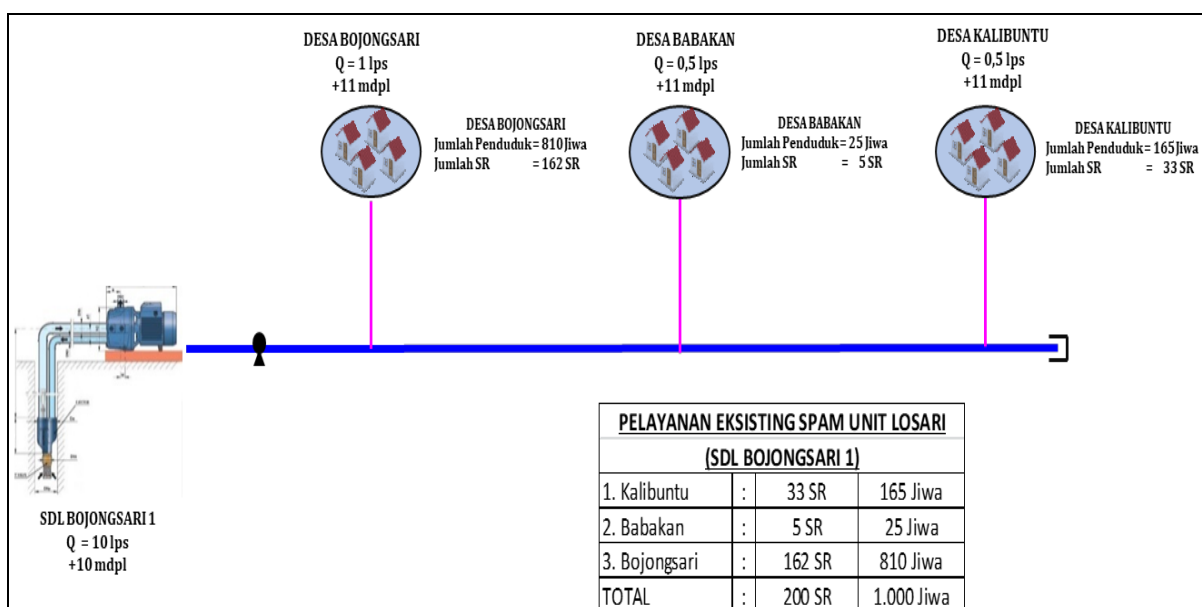 DESA BOJONGSARI
Q = 1 lps
+11 mdpl
DESA BOJONGSARI
Jumlah Penduduk = 810 Jiwa
Jumlah SR = 162 SR
DESA BABAKAN
Q = 0,5 lps
+11 mdpl
DESA BABAKAN
Jumlah Penduduk = 25 Jiwa
Jumlah SR = 5 SR
DESA KALIBUNTU
Q = 0,5 lps
+11 mdpl
DESA KALIBUNTU
Jumlah Penduduk = 165 Jiwa
Jumlah SR = 33 SR
SDL BOJONGSARI 1
Q = 10 lps
+10 mdpl
PELAYANAN EKSISTING SPAM UNIT LOSARI
(SDL BOJONGSARI 1)
1. Kalibuntu : 33 SR 165 Jiwa
2. Babakan : 5 SR 25 Jiwa
3. Bojongsari : 162 SR 810 Jiwa
TOTAL : 200 SR 1.000 Jiwa